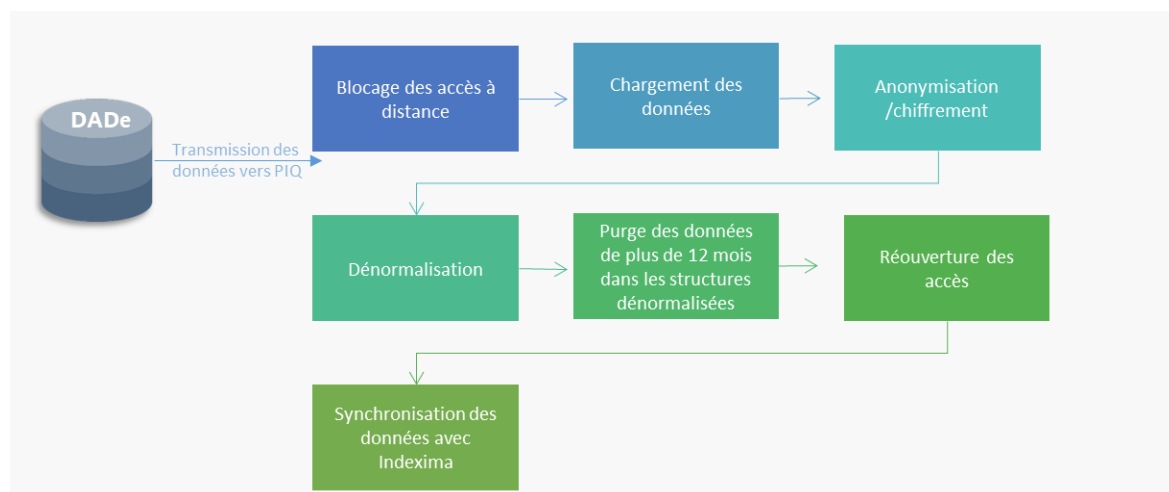 DADe
Transmission des
données vers PIQ
Blocage des accès à
distance
Chargement des
données
Anonymisation
/chiffrement
Dénormalisation
Purge des données
de plus de 12 mois
dans les structures
dénormalisées
Réouverture des
accès
Synchronisation des
données avec
Indexima